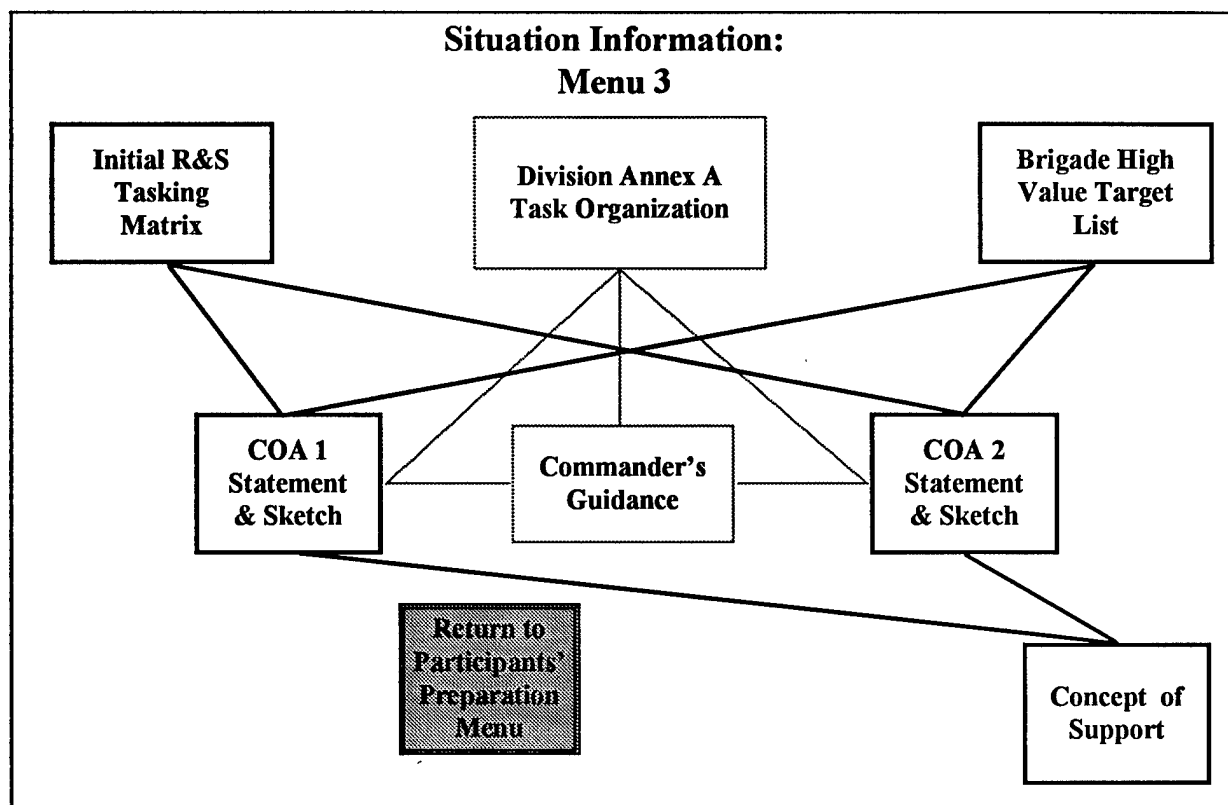 Situation Information:
Menu 3
Initial R&S
Tasking
Matrix
Division Annex A
Task Organization
Brigade High
Value Target
List
COA 1
Statement
& Sketch
Commander's
Guidance
COA 2
Statement
& Sketch
Return to
Participants'
Preparation
Menu
Concept of
Support